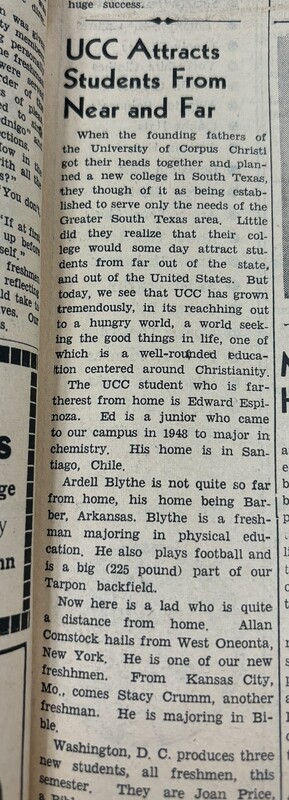 huge success.
UCC Attracts
Students From
Near and Far
When the founding fathers of
the University of Corpus Christi
got their heads together and plan-
ned a new college in South Texas,
they though of it as being estab-
lished to serve only the needs of the
Greater South Texas area. Little
did they realize that their col-
lege would some day attract stu-
dents from far out of the state,
and out of the United States. But
today, we see that UCC has grown
tremendously, in its reachhing out
to a hungry world, a world seek-
ing the good things in life, one of
which is a well-rounded educa-
tion centered around Christianity.
The UCC student who is far-
therest from home is Edward Espi-
noza. Ed is a junior who came
to our campus in 1948 to major in
chemistry. His home is in San-
tiago, Chile.
Ardell Blythe is not quite so far
from home, his home being Bar-
ber, Arkansas. Blythe is a fresh-
man majoring in physical edu-
cation. He also plays football and
is a big (225 pound) part of our
Tarpon backfield.
Now here is a lad who is quite
a distance from home. Allan
Comstock hails from West Oneonta,
New York. He is one of our new
freshhmen. From Kansas City,
Mo., comes Stacy Crumm, another
freshman. He is majoring in Bi-
ble.
Washington, D. C. produces three
new students, all freshmen, this
semester. They are Joan Price,